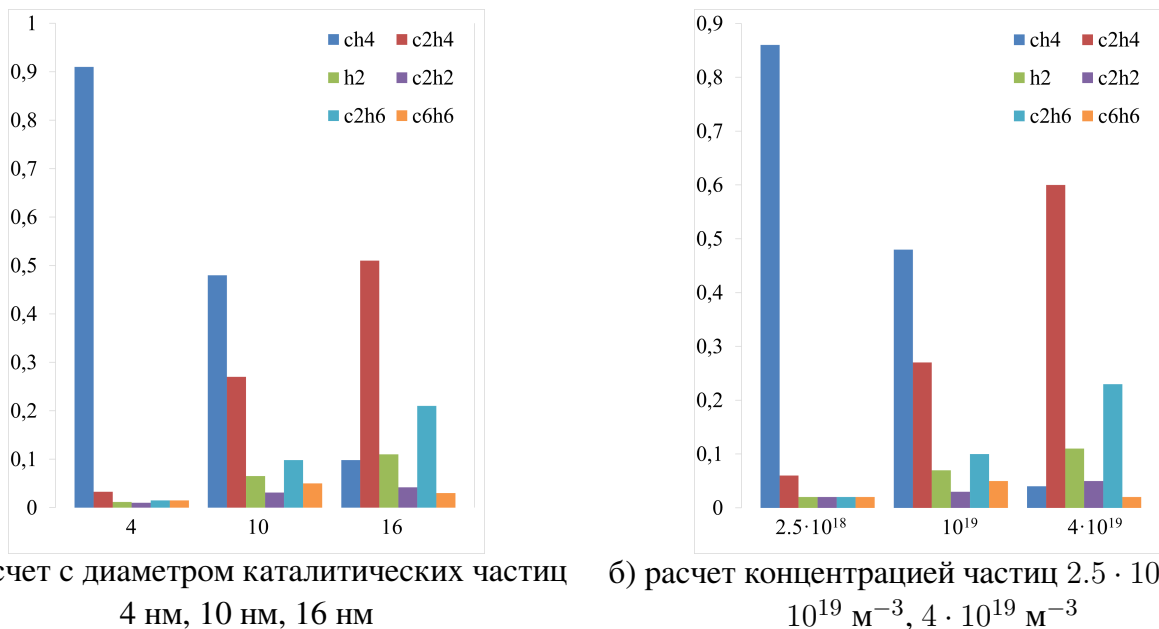 1
0,9
0,8
0,7
0,6
0,5
0,4
0,3
0,2
0,1
0
ch4 c2h4
h2 c2h2
c2h6 c6h6
4 10 16
счет с диаметром каталитических частиц
4 нм, 10 нм, 16 нм
0,9
0,8
0,7
0,6
0,5
0,4
0,3
0,2
0,1
0
ch4 c2h4
h2 c2h2
c2h6 c6h6
2.5·10¹⁸ 10¹⁹ 4·10¹⁹
б) расчет концентрацией частиц 2.5 · 10
10¹⁹ м⁻³, 4 · 10¹⁹ м⁻³